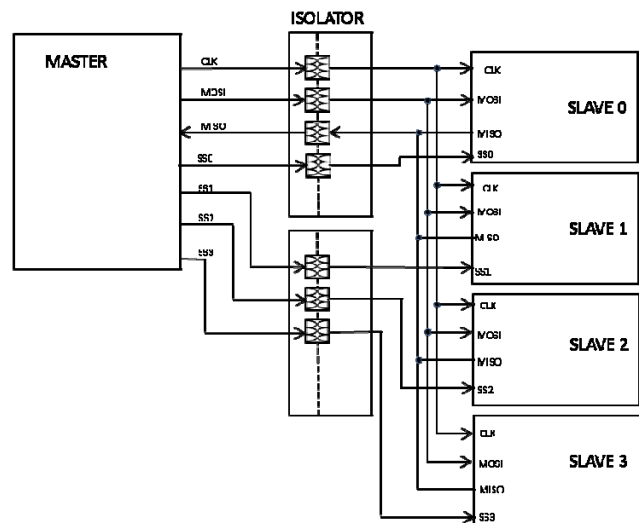 ISOLATOR
MASTER
CLK
MOSI
MISO
SS0
SS1
SS2
SS3
CLK
MOSI
MISO
SS0
SLAVE 0
CLK
MOSI
MISO
SS1
SLAVE 1
CLK
MOSI
MISO
SS2
SLAVE 2
CLK
MOSI
MISO
SS3
SLAVE 3